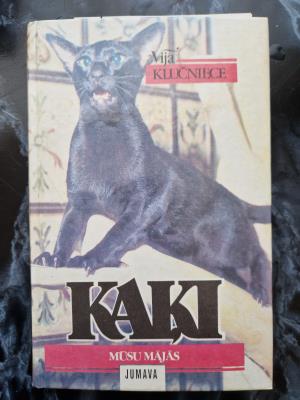 Vija
KLUČNIECE
KAĶI
MŪSU MĀJĀS
JUMAVA